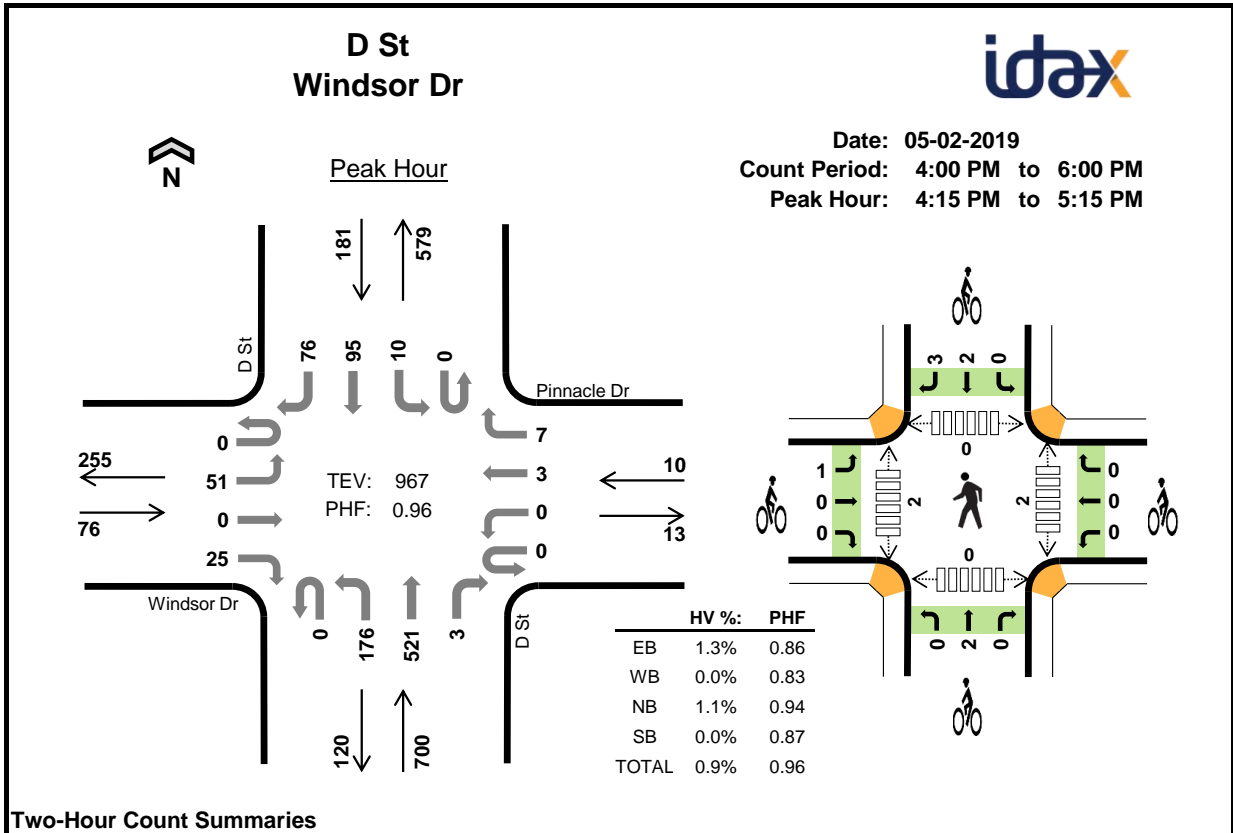 D St
Windsor Dr
idax
Date: 05-02-2019
Count Period: 4:00 PM to 6:00 PM
Peak Hour: 4:15 PM to 5:15 PM
N
Peak Hour
181
579
D St
76
95
10
0
Pinnacle Dr
0
51
0
25
255
76
TEV: 967
PHF: 0.96
7
3
0
0
10
13
Windsor Dr
0
176
521
3
D St
120
700
HV %: PHF
EB 1.3% 0.86
WB 0.0% 0.83
NB 1.1% 0.94
SB 0.0% 0.87
TOTAL 0.9% 0.96
3
2
0
0
1
0
0
2
2
0
0
0
0
0
2
0
Two-Hour Count Summaries